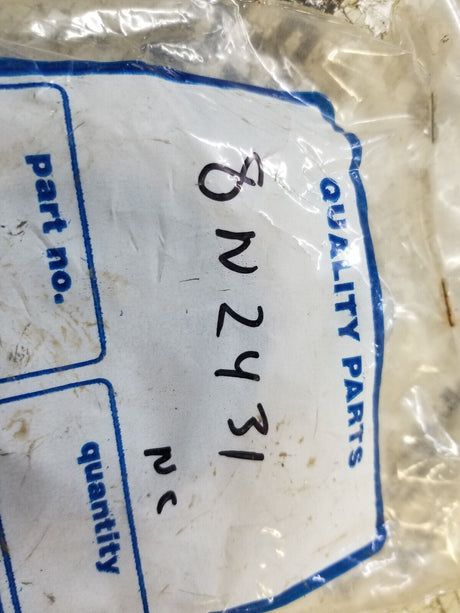 QUALITY PARTS
8N2431
NC
part no.
quantity